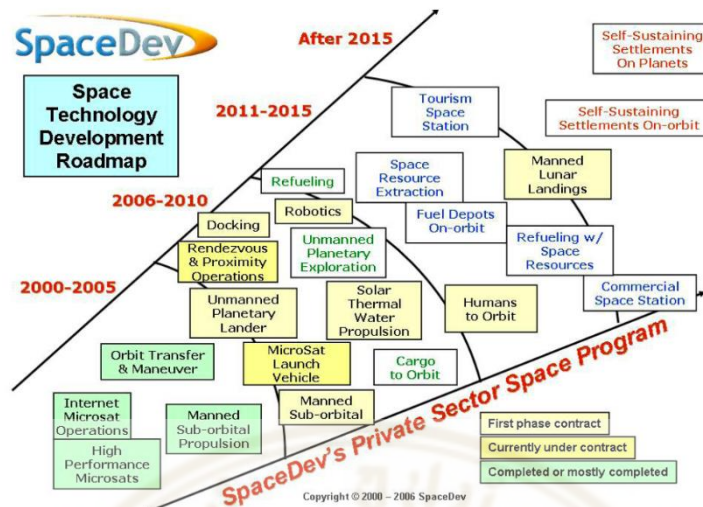 SpaceDev
Space
Technology
Development
Roadmap
After 2015
2011-2015
2006-2010
2000-2005
Self-Sustaining
Settlements
On Planets
Self-Sustaining
Settlements On-orbit
Tourism
Space
Station
Manned
Lunar
Landings
Space
Resource
Extraction
Fuel Depots
On-orbit
Refueling w/
Space
Resources
Commercial
Space Station
Refueling
Robotics
Docking
Unmanned
Planetary
Exploration
Rendezvous
& Proximity
Operations
Solar
Thermal
Water
Propulsion
Humans
to Orbit
Unmanned
Planetary
Lander
MicroSat
Launch
Vehicle
Cargo
to Orbit
Orbit Transfer
& Maneuver
Manned
Sub-orbital
Internet
Microsat
Operations
Manned
Sub-orbital
Propulsion
High
Performance
Microsats
SpaceDev's Private Sector Space Program
First phase contract
Currently under contract
Completed or mostly completed
Copyright © 2000 – 2006 SpaceDev